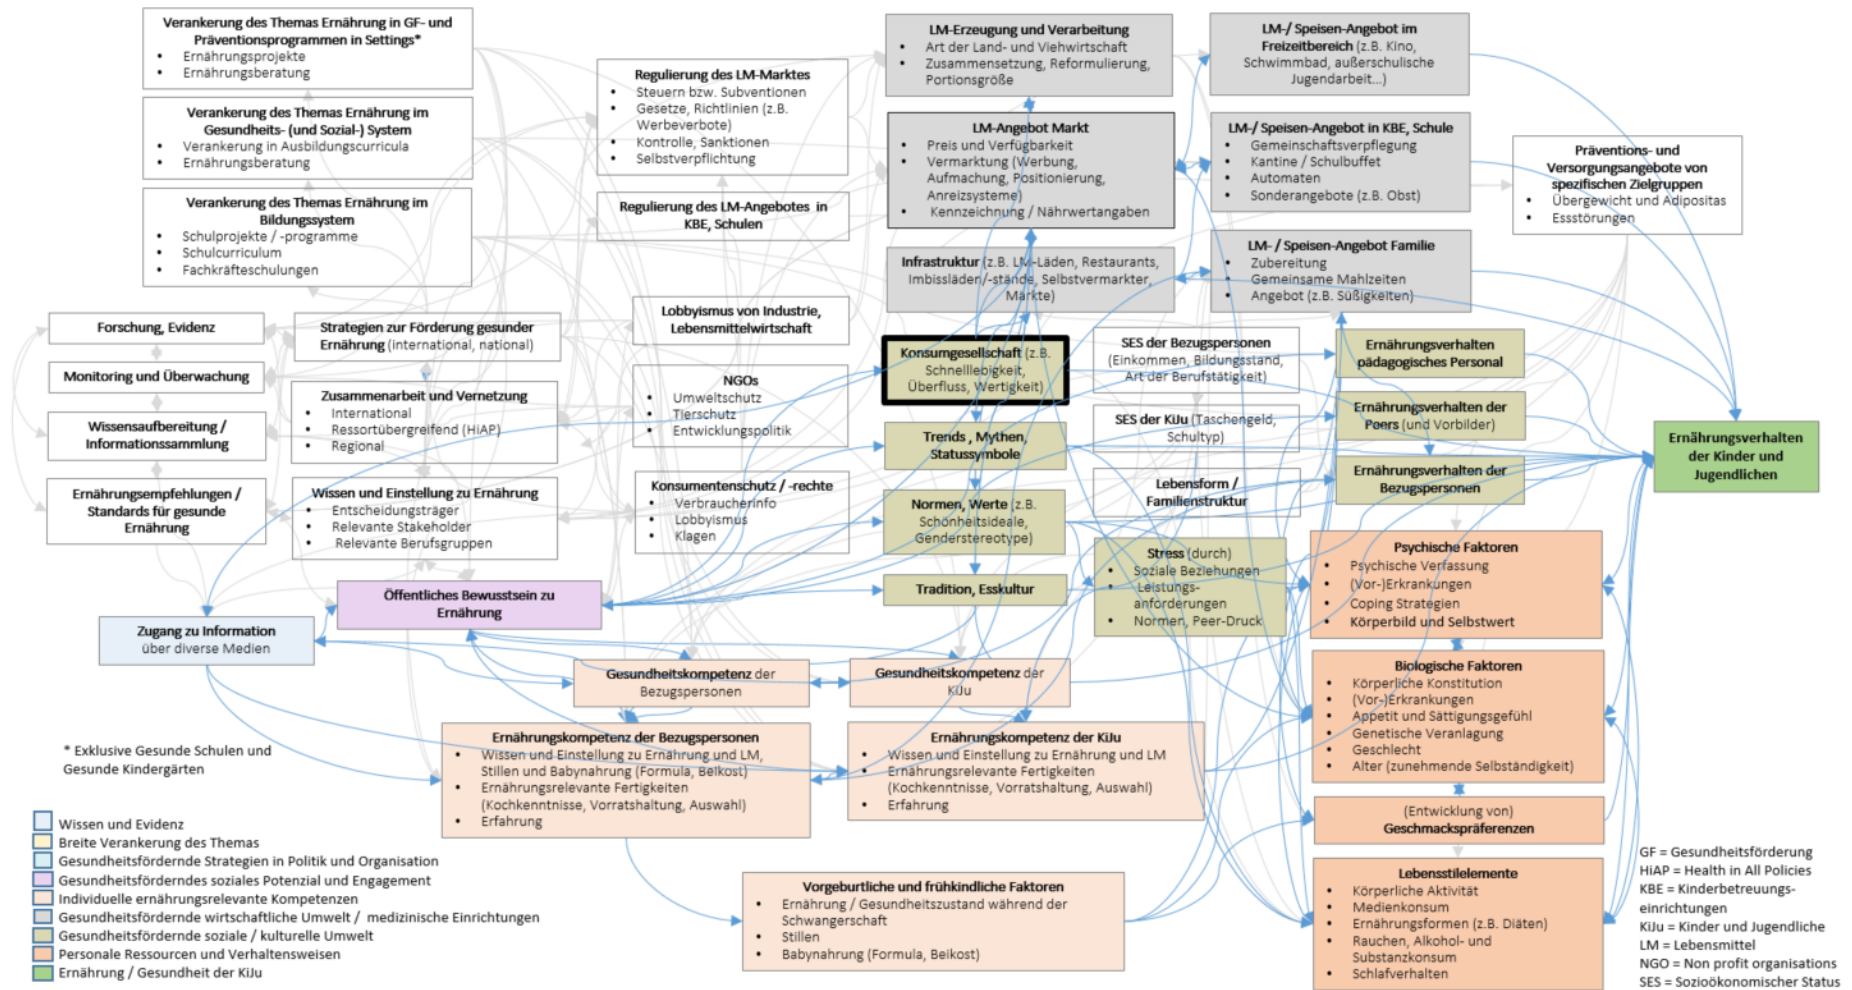 Verankerung des Themas Ernährung in GF- und
Präventionsprogrammen in Settings*
• Ernährungsprojekte
• Ernährungsberatung
Verankerung des Themas Ernährung im
Gesundheits- (und Sozial-) System
• Verankerung in Ausbildungscurricula
• Ernährungsberatung
Verankerung des Themas Ernährung im
Bildungssystem
• Schulprojekte / -programme
• Schulcurriculum
• Fachkräfteschulungen
Forschung, Evidenz
Monitoring und Überwachung
Wissensaufbereitung /
Informationssammlung
Ernährungsempfehlungen /
Standards für gesunde
Ernährung
Strategien zur Förderung gesunder
Ernährung (international, national)
Zusammenarbeit und Vernetzung
• International
• Ressortübergreifend (HiAP)
• Regional
Wissen und Einstellung zu Ernährung
• Entscheidungsträger
• Relevante Stakeholder
• Relevante Berufsgruppen
Öffentliches Bewusstsein zu
Ernährung
Zugang zu Information
über diverse Medien
Regulierung des LM-Marktes
• Steuern bzw. Subventionen
• Gesetze, Richtlinien (z.B.
Werbeverbote)
• Kontrolle, Sanktionen
• Selbstverpflichtung
Regulierung des LM-Angebotes in
KBE, Schulen
Lobbyismus von Industrie,
Lebensmittelwirtschaft
NGOs
• Umweltschutz
• Tierschutz
• Entwicklungspolitik
Konsumentenschutz / -rechte
• Verbraucherinfo
• Lobbyismus
• Klagen
LM-Erzeugung und Verarbeitung
• Art der Land- und Viehwirtschaft
• Zusammensetzung, Reformulierung,
Portionsgröße
LM-Angebot Markt
• Preis und Verfügbarkeit
• Vermarktung (Werbung,
Aufmachung, Positionierung,
Anreizsysteme)
• Kennzeichnung / Nährwertangaben
Infrastruktur (z.B. LM-Läden, Restaurants,
Imbissläden/-stände, Selbstvermarkter,
Märkte)
Konsumgesellschaft (z.B.
Schnelllebigkeit,
Überfluss, Wertigkeit)
Trends , Mythen,
Statussymbole
Normen, Werte (z.B.
Schönheitsideale,
Genderstereotype)
Tradition, Esskultur
LM-/ Speisen-Angebot im
Freizeitbereich (z.B. Kino,
Schwimmbad, außerschulische
Jugendarbeit...)
LM-/ Speisen-Angebot in KBE, Schule
• Gemeinschaftsverpflegung
• Kantine / Schulbuffet
• Automaten
• Sonderangebote (z.B. Obst)
LM- / Speisen-Angebot Familie
• Zubereitung
• Gemeinsame Mahlzeiten
• Angebot (z.B. Süßigkeiten)
Präventions- und
Versorgungsangebote von
spezifischen Zielgruppen
• Übergewicht und Adipositas
• Essstörungen
SES der Bezugspersonen
(Einkommen, Bildungsstand,
Art der Berufstätigkeit)
SES der KiJu (Taschengeld,
Schultyp)
Lebensform /
Familienstruktur
Stress (durch)
• Soziale Beziehungen
• Leistungs-
anforderungen
• Normen, Peer-Druck
Ernährungsverhalten
pädagogisches Personal
Ernährungsverhalten der
Peers (und Vorbilder)
Ernährungsverhalten der
Bezugspersonen
Ernährungsverhalten
der Kinder und
Jugendlichen
Psychische Faktoren
• Psychische Verfassung
• (Vor-)Erkrankungen
• Coping Strategien
• Körperbild und Selbstwert
Biologische Faktoren
• Körperliche Konstitution
• (Vor-)Erkrankungen
• Appetit und Sättigungsgefühl
• Genetische Veranlagung
• Geschlecht
• Alter (zunehmende Selbständigkeit)
(Entwicklung von)
Geschmackspräferenzen
Lebensstilelemente
• Körperliche Aktivität
• Medienkonsum
• Ernährungsformen (z.B. Diäten)
• Rauchen, Alkohol- und
Substanzkonsum
• Schlafverhalten
Gesundheitskompetenz der
Bezugspersonen
Gesundheitskompetenz der
KiJu
Ernährungskompetenz der Bezugspersonen
• Wissen und Einstellung zu Ernährung und LM,
Stillen und Babynahrung (Formula, Beikost)
• Ernährungsrelevante Fertigkeiten
(Kochkenntnisse, Vorratshaltung, Auswahl)
• Erfahrung
Ernährungskompetenz der KiJu
• Wissen und Einstellung zu Ernährung und LM
• Ernährungsrelevante Fertigkeiten
(Kochkenntnisse, Vorratshaltung, Auswahl)
• Erfahrung
Vorgeburtliche und frühkindliche Faktoren
• Ernährung / Gesundheitszustand während der
Schwangerschaft
• Stillen
• Babynahrung (Formula, Beikost)
* Exklusive Gesunde Schulen und
Gesunde Kindergärten
Wissen und Evidenz
Breite Verankerung des Themas
Gesundheitsfördernde Strategien in Politik und Organisation
Gesundheitsförderndes soziales Potenzial und Engagement
Individuelle ernährungsrelevante Kompetenzen
Gesundheitsfördernde wirtschaftliche Umwelt / medizinische Einrichtungen
Gesundheitsfördernde soziale / kulturelle Umwelt
Personale Ressourcen und Verhaltensweisen
Ernährung / Gesundheit der KiJu
GF = Gesundheitsförderung
HiAP = Health in All Policies
KBE = Kinderbetreuungs-
einrichtungen
KiJu = Kinder und Jugendliche
LM = Lebensmittel
NGO = Non profit organisations
SES = Sozioökonomischer Status